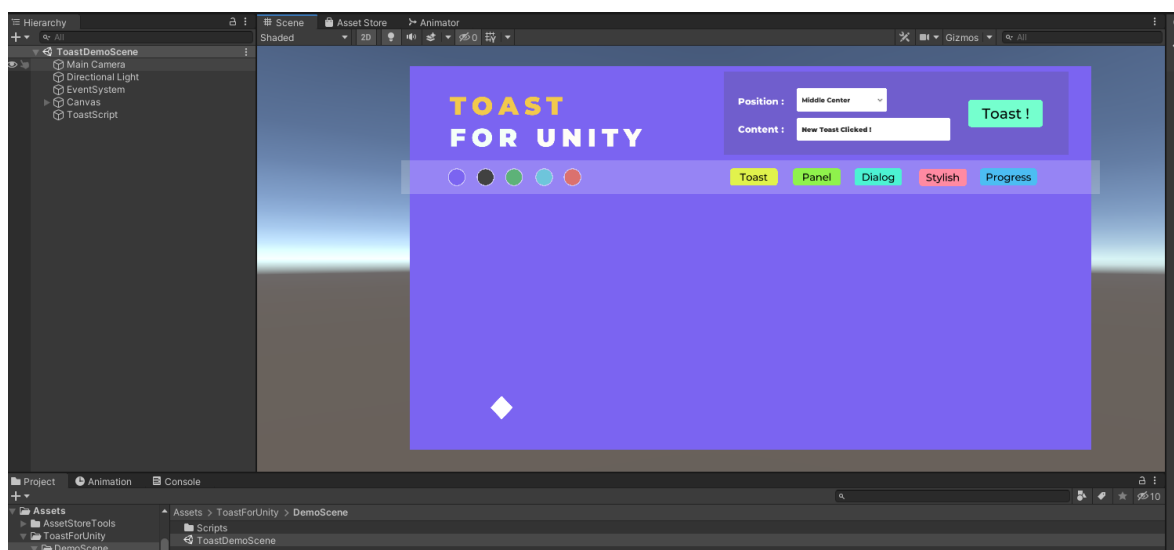 Hierarchy
All
ToastDemoScene
Main Camera
Directional Light
EventSystem
Canvas
ToastScript
Scene
Asset Store
Animator
Shaded
2D
0
Gizmos
All
TOAST
FOR UNITY
Position :
Middle Center
Content :
New Toast Clicked !
Toast !
Toast
Panel
Dialog
Stylish
Progress
Project
Animation
Console
10
Assets
AssetStoreTools
ToastForUnity
DemoScene
Assets > ToastForUnity > DemoScene
Scripts
ToastDemoScene